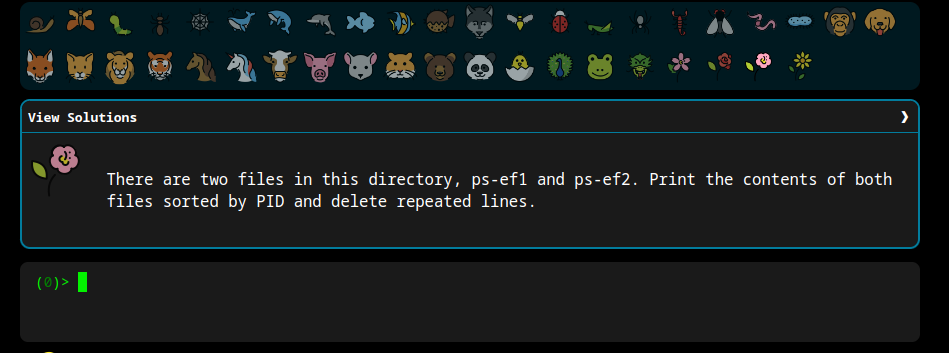 View Solutions ❯
There are two files in this directory, ps-ef1 and ps-ef2. Print the contents of both
files sorted by PID and delete repeated lines.
(0)>